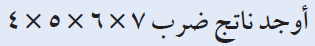 أوجد ناتج ضرب ٧ × ٦ × ٥ × ٤